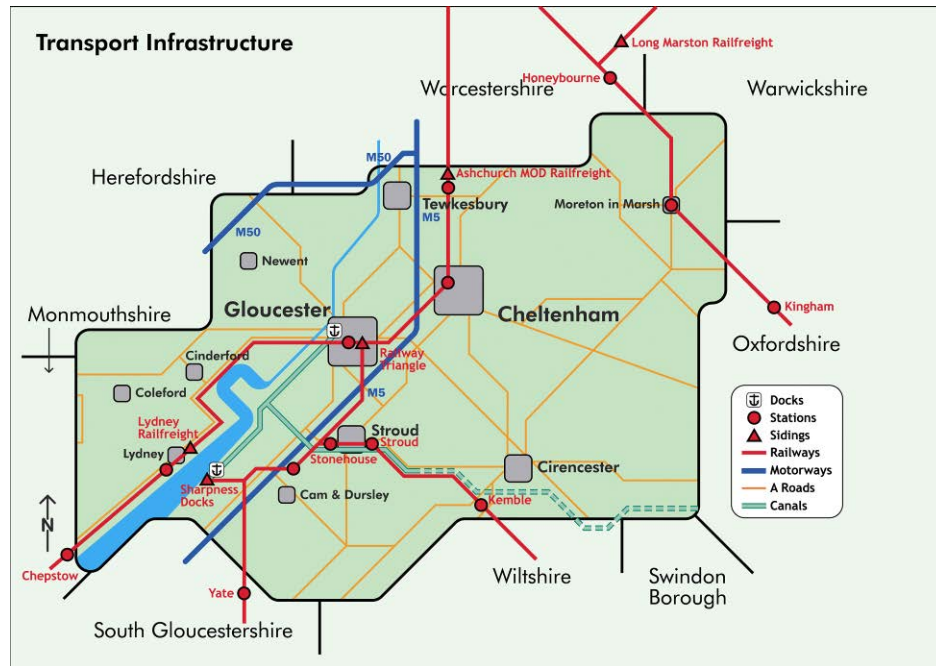 Transport Infrastructure
Long Marston Railfreight
Honeybourne
Worcestershire
Warwickshire
M50
Herefordshire
Ashchurch MOD Railfreight
Tewkesbury
Moreton in Marsh
M5
M50
Newent
Gloucester
Cheltenham
Kingham
Monmouthshire
Oxfordshire
Cinderford
Railway
Triangle
Coleford
M5
Docks
Stations
Sidings
Railways
Motorways
A Roads
Canals
Lydney
Railfreight
Stroud
Stroud
Lydney
Stonehouse
Cirencester
Sharpness
Docks
Cam & Dursley
Kemble
N
Chepstow
Wiltshire
Swindon
Borough
Yate
South Gloucestershire